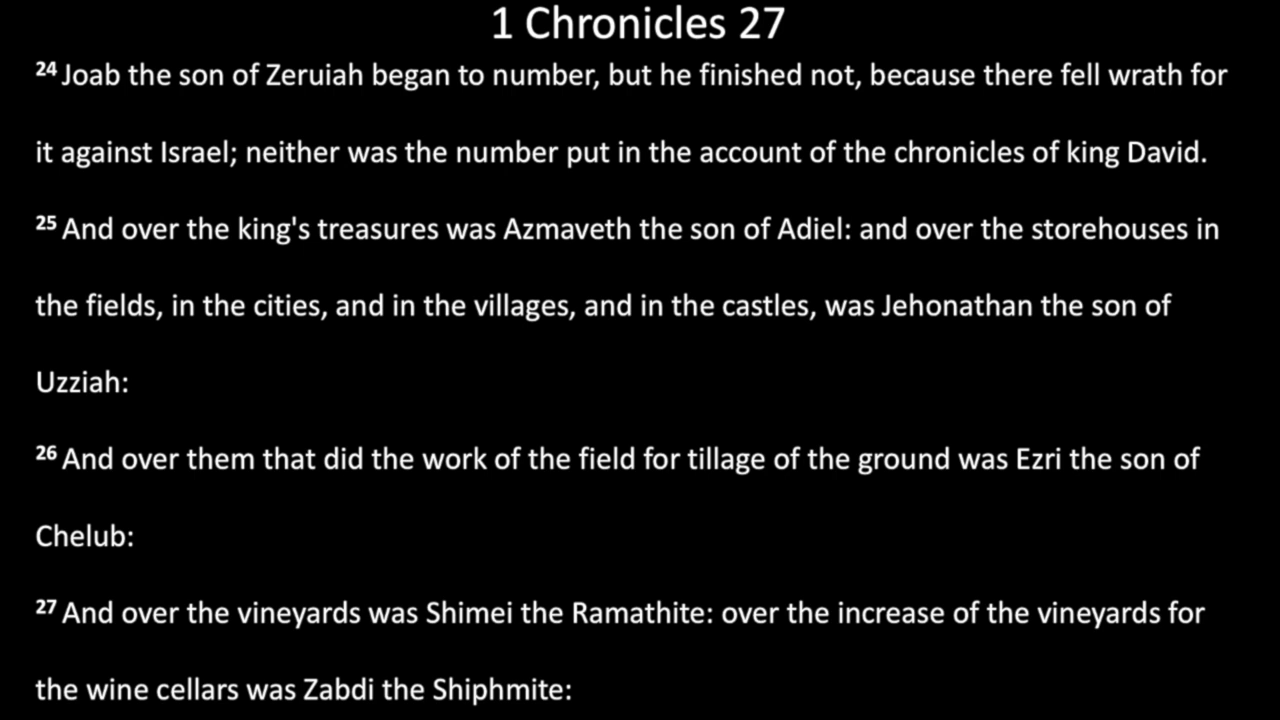 1 Chronicles 27
24 Joab the son of Zeruiah began to number, but he finished not, because there fell wrath for
it against Israel; neither was the number put in the account of the chronicles of king David.
25 And over the king's treasures was Azmaveth the son of Adiel: and over the storehouses in
the fields, in the cities, and in the villages, and in the castles, was Jehonathan the son of
Uzziah:
26 And over them that did the work of the field for tillage of the ground was Ezri the son of
Chelub:
27 And over the vineyards was Shimei the Ramathite: over the increase of the vineyards for
the wine cellars was Zabdi the Shiphmite: